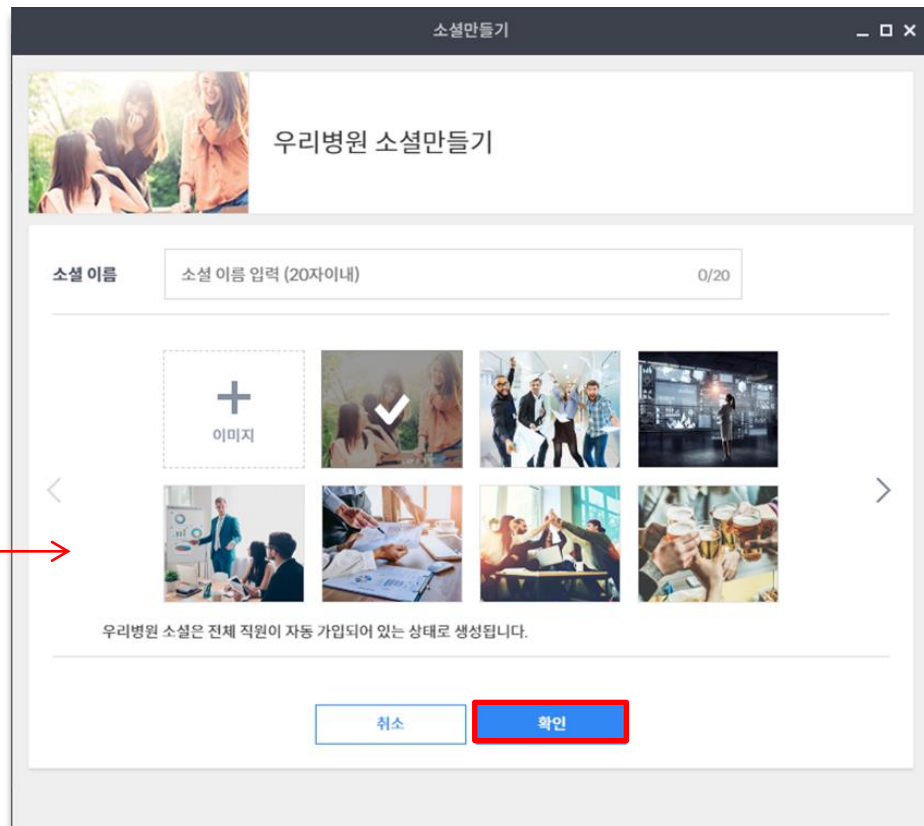 소셜만들기
우리병원 소셜만들기
소셜 이름
소셜 이름 입력 (20자이내)
0/20
이미지
우리병원 소셜은 전체 직원이 자동 가입되어 있는 상태로 생성됩니다.
취소
확인